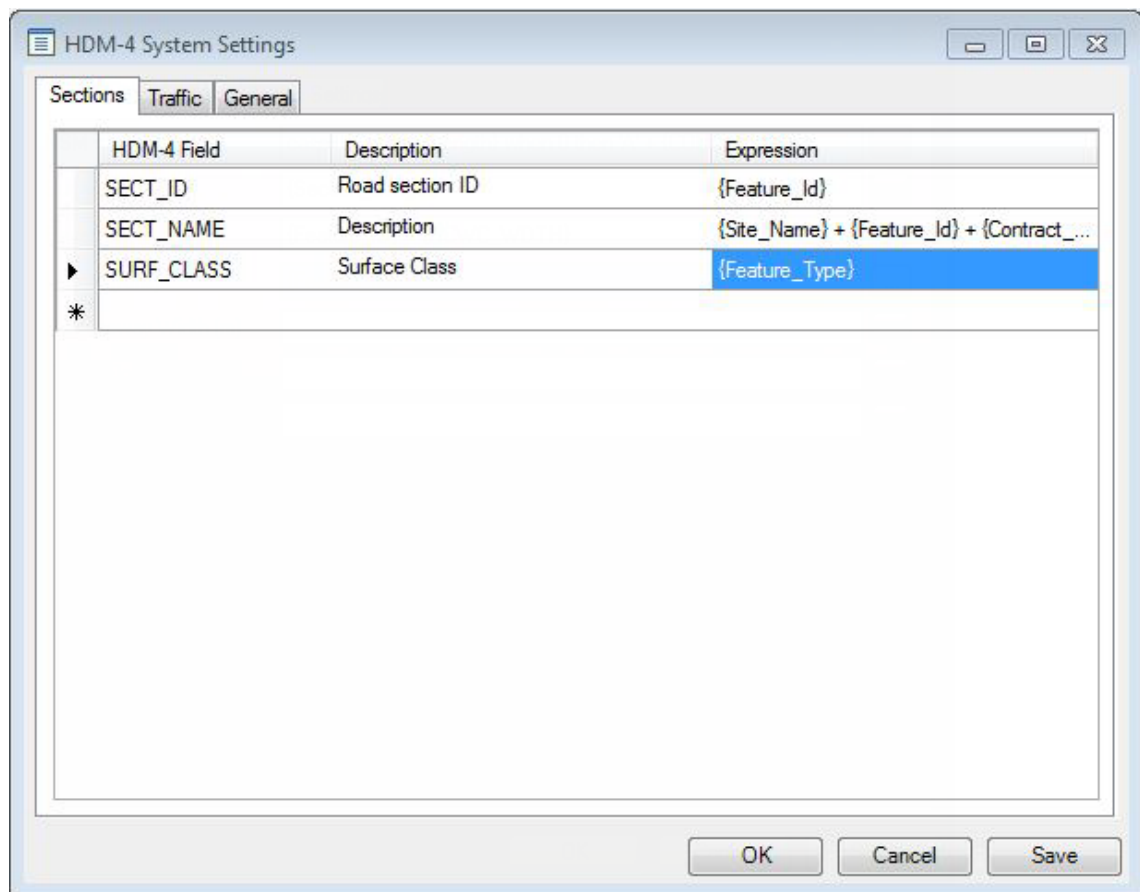 HDM-4 System Settings
Sections Traffic General
HDM-4 Field Description Expression
SECT_ID Road section ID {Feature_Id}
SECT_NAME Description {Site_Name} + {Feature_Id} + {Contract_...
SURF_CLASS Surface Class {Feature_Type}
OK Cancel Save